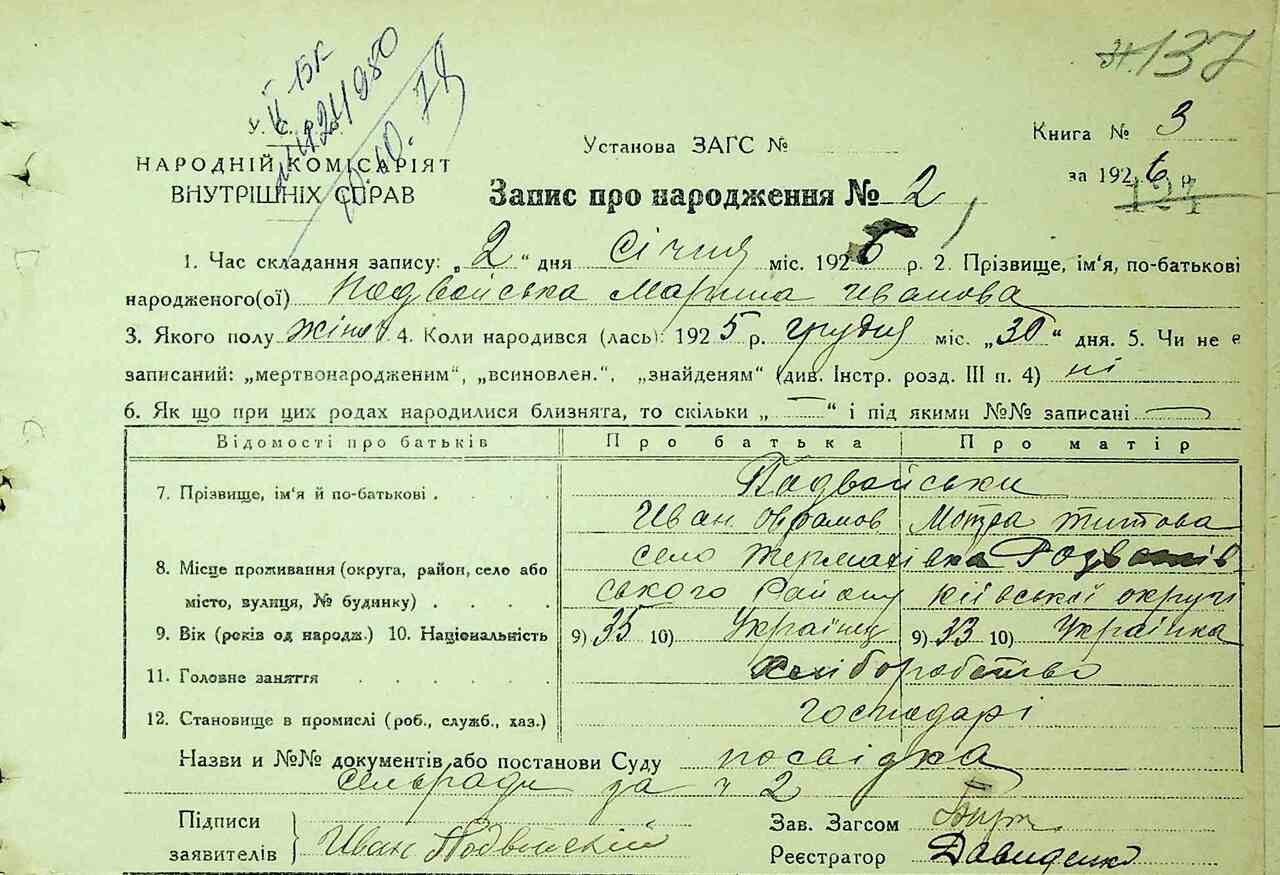 137
Книга № 3
У. С.
Установа ЗАГС №
НАРОДНІЙ КОМІСАРІЯТ
за 1926 р.
ВНУТРІШНІХ СПРАВ
Запис про народження № 2
124
1. Час складання запису: „2“ дня Січня міс. 1926 р. 2. Прізвище, ім‘я, по-батькові
народженого(ої) Подвойська Марина Иванова
3. Якого полу жіноч 4. Коли народився (лась): 1925 р. грудня міс. „30“ дня. 5. Чи не є
записаний: „мертвонародженим“, „всиновлен.“, „знайденям“ (див. Інстр. розд. III п. 4) ні
6. Як що при цих родах народилися близнята, то скільки „—“ і під якими №№ записані —
Відомості про батьків Про батька Про матір
7. Прізвище, ім‘я й по-батькові . . . . Подвойськи
Иван Офрамов Мотря Титова
8. Місце проживання (округа, район, село або місто, вулиця, № будинку) . . . . село Жермахівка
ського Району Київської округи
9. Вік (років од народж.) 10. Національність 9) 35 10) Українец 9) 33 10) Українка
11. Головне заняття . . . . . Хліборобство
12. Становище в промислі (роб., служб., хаз.) господарі
Назви и №№ документів або постанови Суду посвідка
сельради за ч 2
Підписи заявителів Иван Подвойский
Зав. Загсом
Реєстратор Давиденко